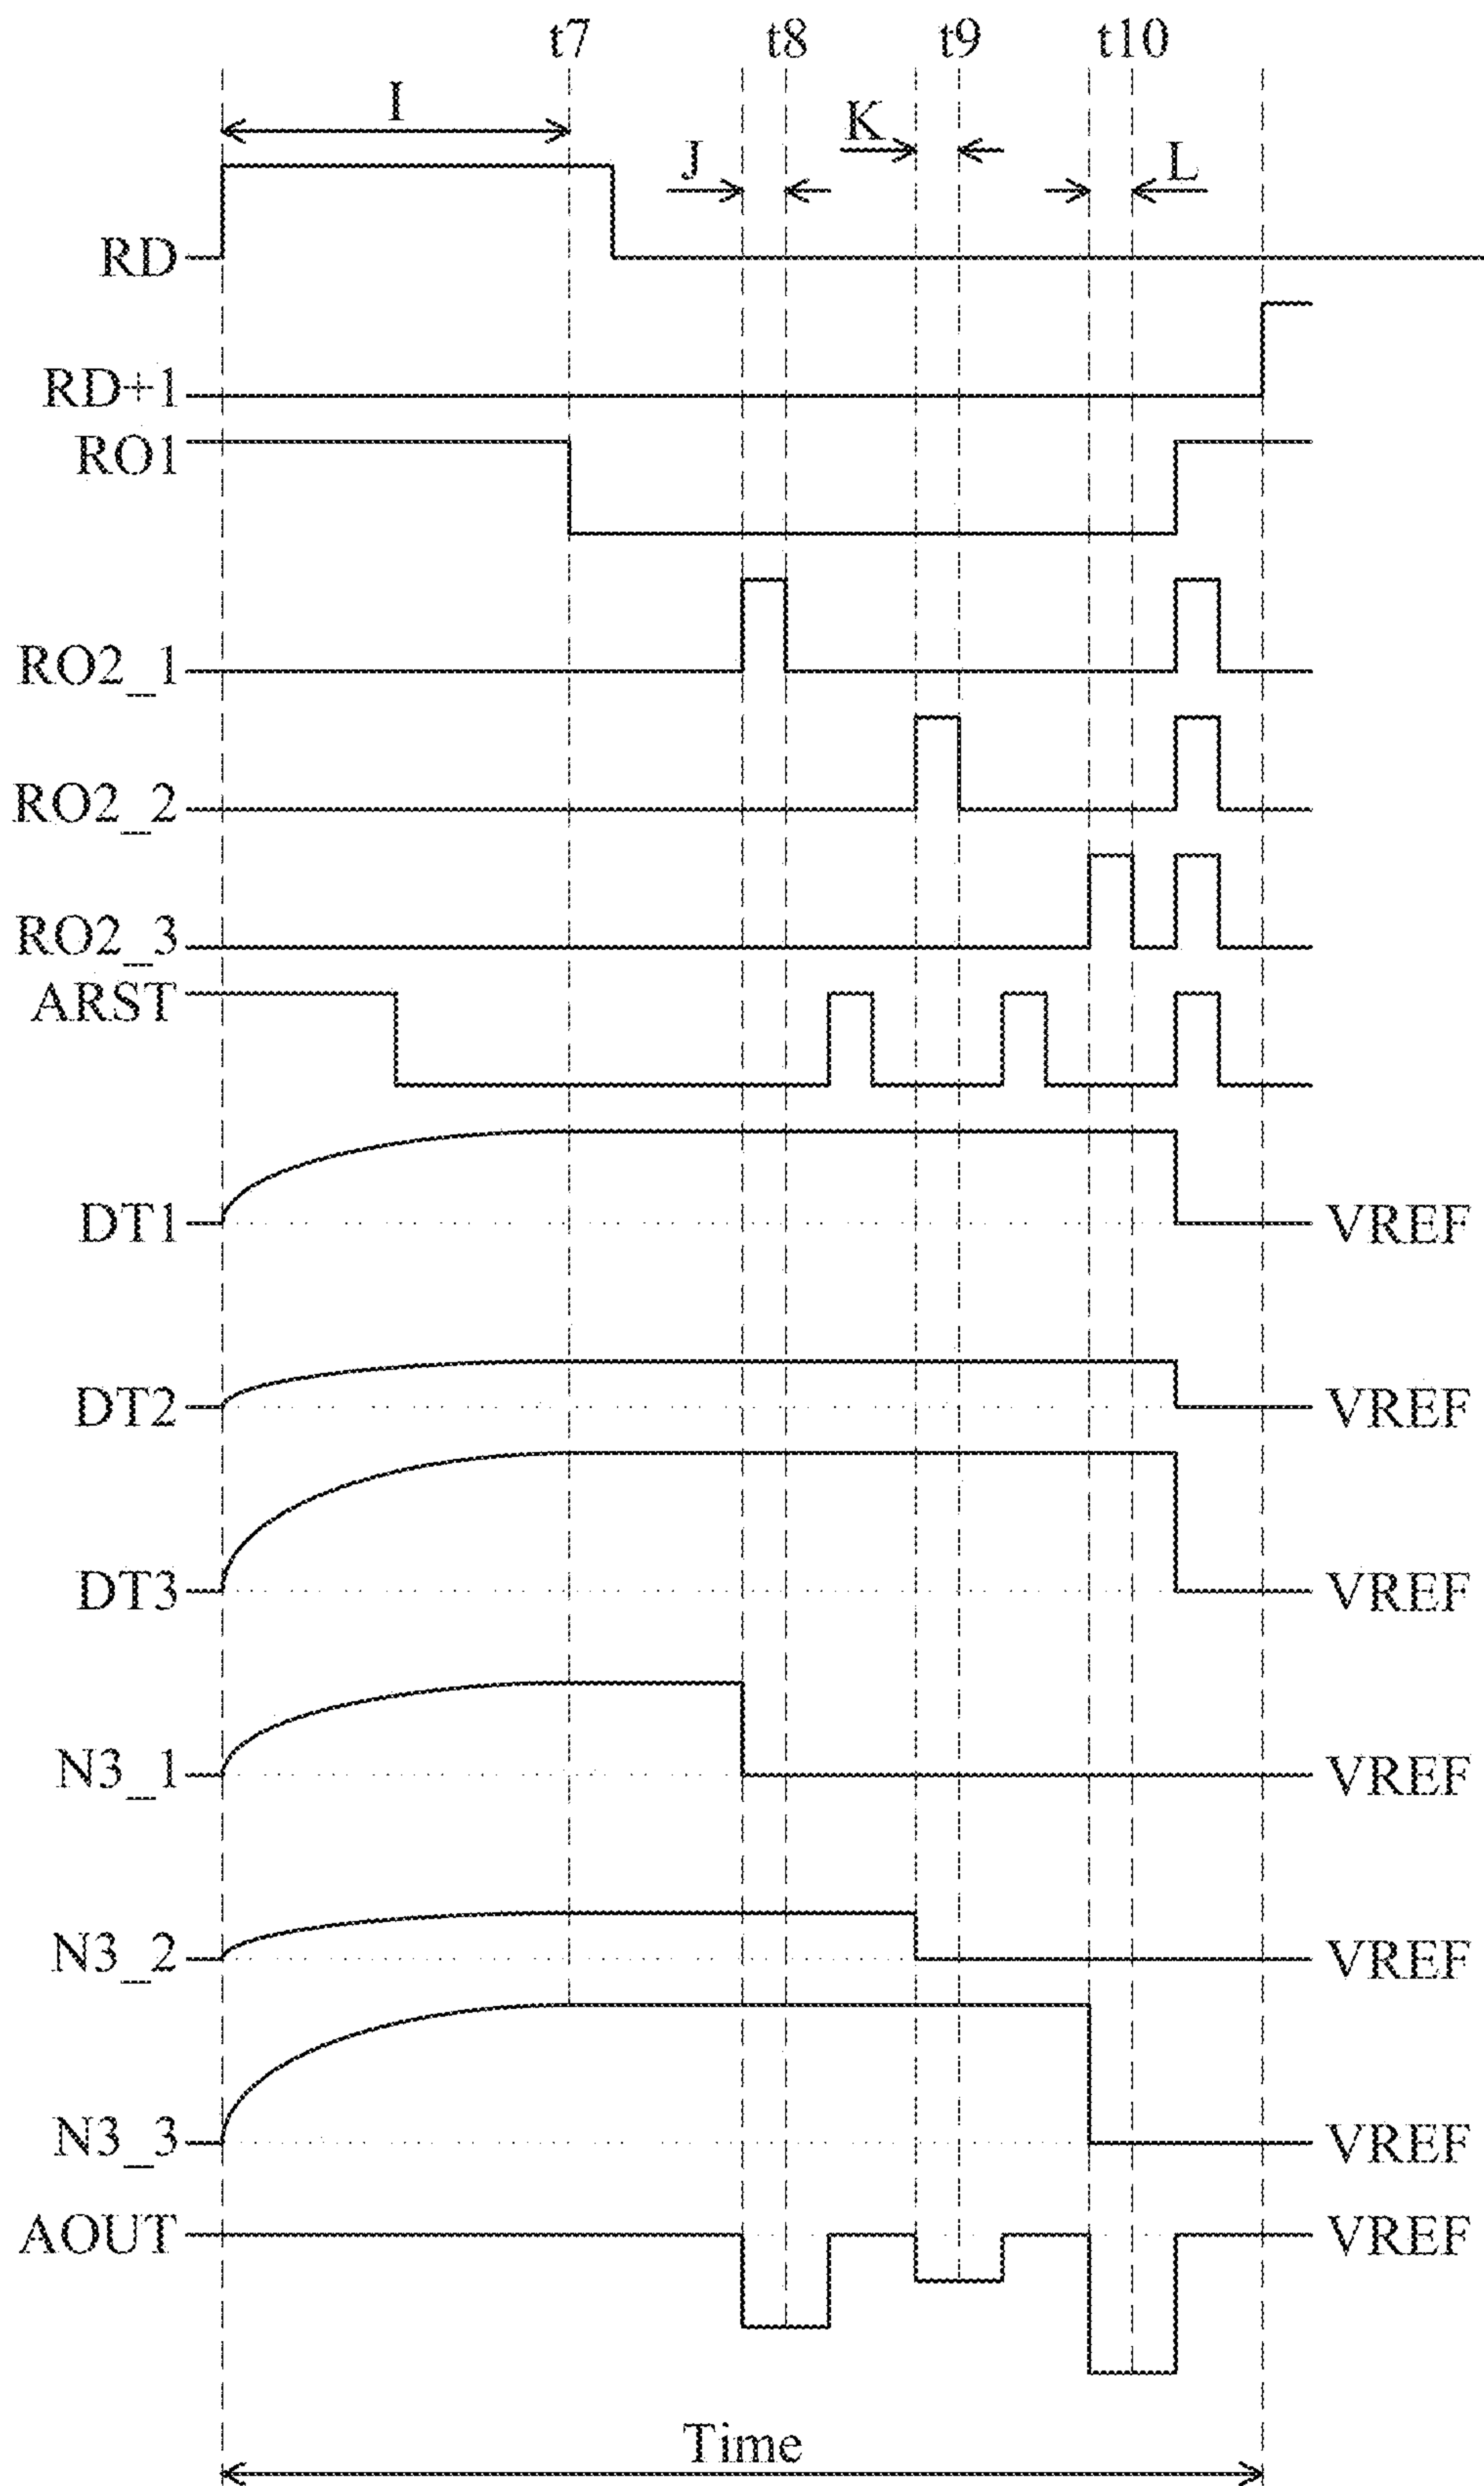 t7 t8 t9 t10
I
K
J L
RD
RD+1
RO1
RO2_1
RO2_2
RO2_3
ARST
DT1 VREF
DT2 VREF
DT3 VREF
N3_1 VREF
N3_2 VREF
N3_3 VREF
AOUT VREF
Time